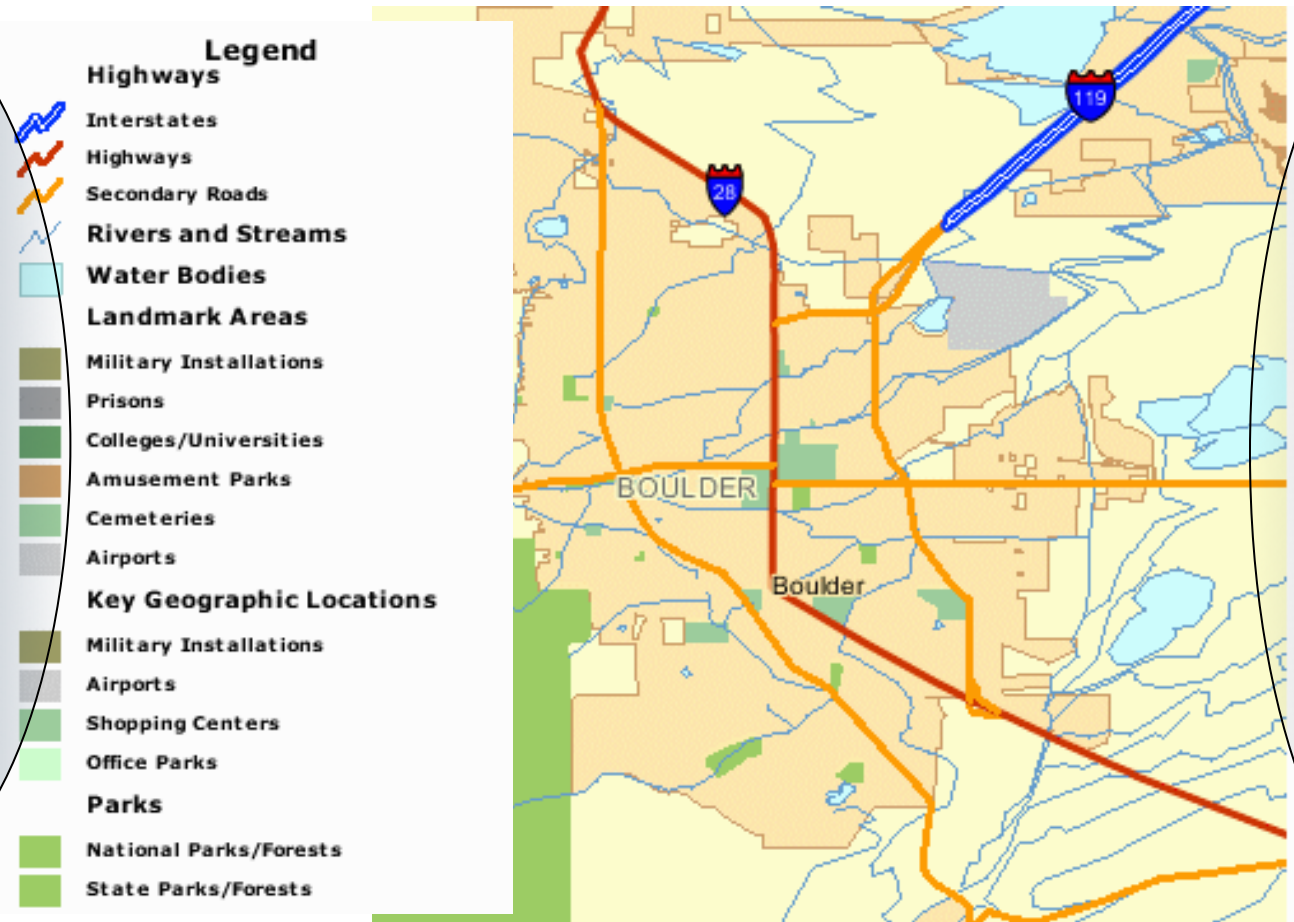 Legend
Highways
Interstates
Highways
Secondary Roads
Rivers and Streams
Water Bodies
Landmark Areas
Military Installations
Prisons
Colleges/Universities
Amusement Parks
Cemeteries
Airports
Key Geographic Locations
Military Installations
Airports
Shopping Centers
Office Parks
Parks
National Parks/Forests
State Parks/Forests
119
28
BOULDER
Boulder